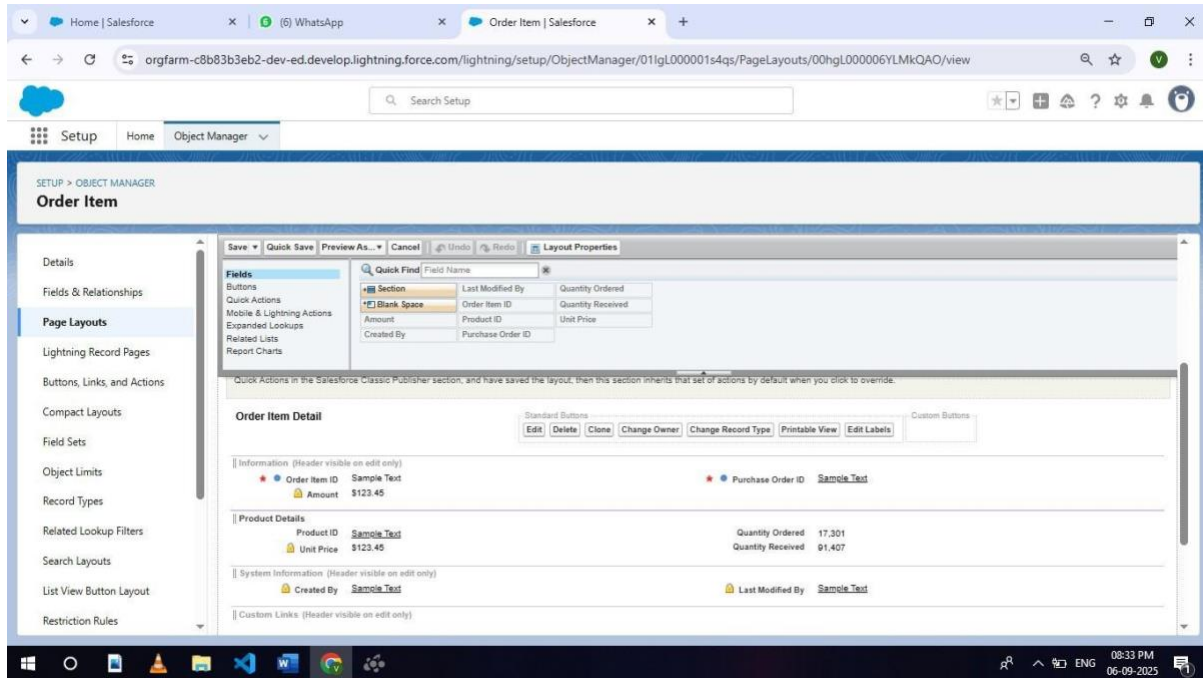 Home | Salesforce
(6) WhatsApp
Order Item | Salesforce
orgfarm-c8b83b3eb2-dev-ed.develop.lightning.force.com/lightning/setup/ObjectManager/01IgL000001s4qs/PageLayouts/00hgL000006YLMkQAO/view
V
Search Setup
Setup Home Object Manager
SETUP > OBJECT MANAGER
Order Item
Details
Fields & Relationships
Page Layouts
Lightning Record Pages
Buttons, Links, and Actions
Compact Layouts
Field Sets
Object Limits
Record Types
Related Lookup Filters
Search Layouts
List View Button Layout
Restriction Rules
Save Quick Save Preview As... Cancel Undo Redo Layout Properties
Fields
Buttons
Quick Actions
Mobile & Lightning Actions
Expanded Lookups
Related Lists
Report Charts
Quick Find Field Name
Section Last Modified By Quantity Ordered
Blank Space Order Item ID Quantity Received
Amount Product ID Unit Price
Created By Purchase Order ID
Quick Actions in the Salesforce Classic Publisher section, and have saved the layout, then this section inherits that set of actions by default when you click to override.
Order Item Detail
Standard Buttons
Edit Delete Clone Change Owner Change Record Type Printable View Edit Labels
Custom Buttons
Information (Header visible on edit only)
Order Item ID Sample Text Purchase Order ID Sample Text
Amount $123.45
Product Details
Product ID Sample Text Quantity Ordered 17,301
Unit Price $123.45 Quantity Received 91,407
System Information (Header visible on edit only)
Created By Sample Text Last Modified By Sample Text
Custom Links (Header visible on edit only)
ENG
08:33 PM
06-09-2025